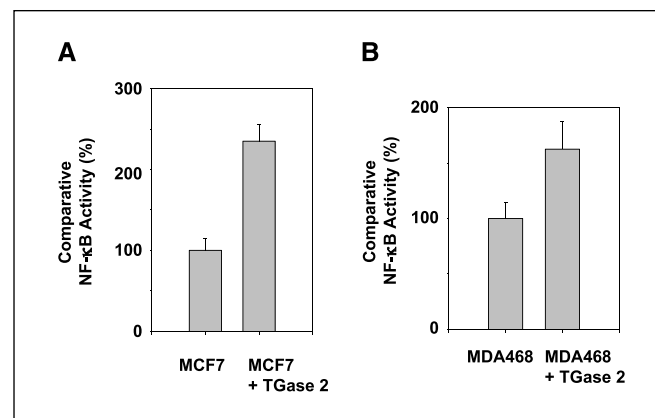 A
Comparative
NF-κB Activity (%)
300
200
100
0
MCF7
MCF7
+ TGase 2
B
Comparative
NF-κB Activity (%)
200
100
0
MDA468
MDA468
+ TGase 2